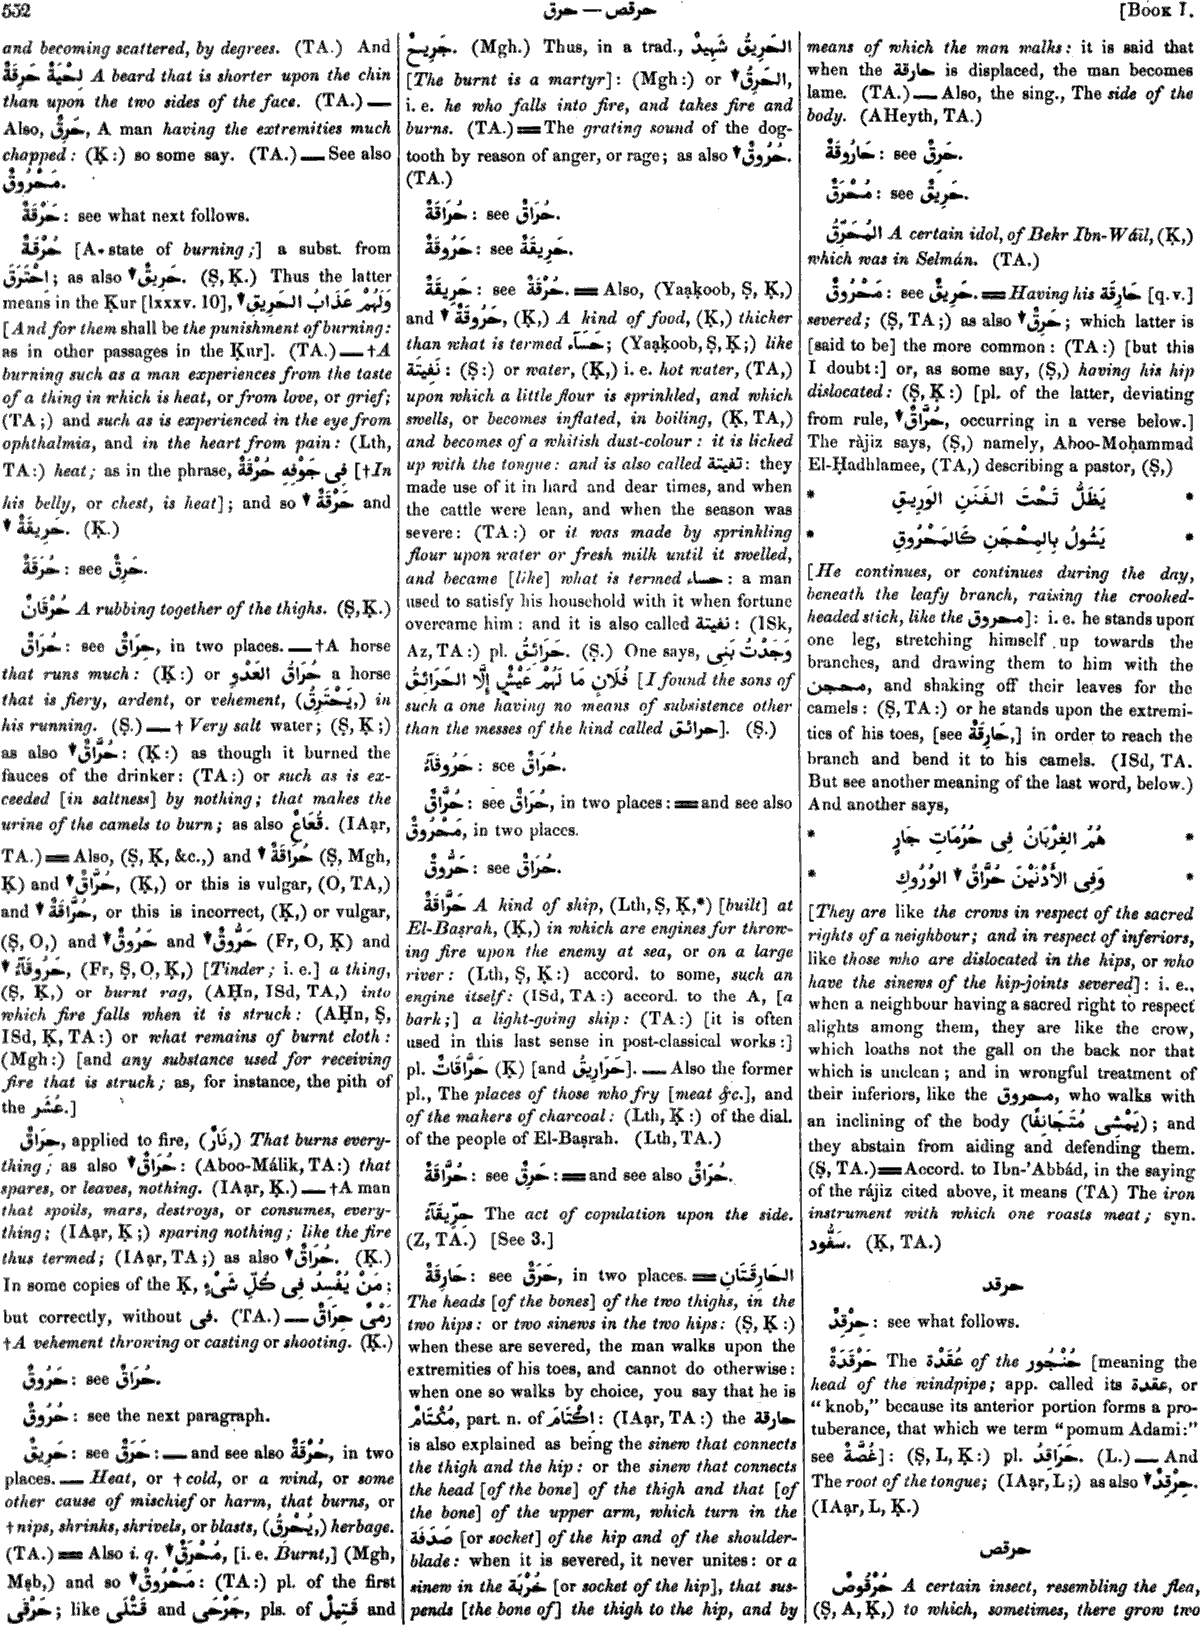 552
حرق — حرقص
[BOOK I.
and becoming scattered, by degrees. (TA.) And
لِحْيَةٌ حَرِقَةٌ A beard that is shorter upon the chin
than upon the two sides of the face. (TA.) —
Also, حَرِقٌ, A man having the extremities much
chapped: (Ḳ:) so some say. (TA.) — See also
مَحْرُوقٌ.
حَرْقَةٌ: see what next follows.
حُرْقَةٌ [A state of burning;] a subst. from
اِحْتَرَقَ; as also ↓ حَرِيقٌ. (Ṣ, Ḳ.) Thus the latter
means in the Ḳur [lxxxv. 10], ↓ وَلَهُمْ عَذَابُ الحَرِيقِ
[And for them shall be the punishment of burning:
as in other passages in the Ḳur]. (TA.) — †A
burning such as a man experiences from the taste
of a thing in which is heat, or from love, or grief;
(TA;) and such as is experienced in the eye from
ophthalmia, and in the heart from pain: (Lth,
TA:) heat; as in the phrase, فِى جَوْفِهِ حُرْقَةٌ [†In
his belly, or chest, is heat]; and so ↓ حَرْقَةٌ and
↓ حَرِيقَةٌ. (Ḳ.)
حُرَقَةٌ: see حَرِقٌ.
حُرْقَانٌ A rubbing together of the thighs. (Ṣ, Ḳ.)
حَرَاقٌ: see حُرَاقٌ, in two places. — †A horse
that runs much: (Ḳ:) or حُرَاقُ العَدْوِ a horse
that is fiery, ardent, or vehement, (يَحْتَرِقُ,) in
his running. (Ṣ.) — † Very salt water; (Ṣ, Ḳ;)
as also ↓ حُرَّاقٌ: (Ḳ:) as though it burned the
fauces of the drinker: (TA:) or such as is ex-
ceeded [in saltness] by nothing; that makes the
urine of the camels to burn; as also قُعَاعٌ. (IAạr,
TA.) = Also, (Ṣ, Ḳ, &c.,) and ↓ حُرَاقَةٌ (Ṣ, Mgh,
Ḳ) and ↓ حُرَّاقٌ, (Ḳ,) or this is vulgar, (O, TA,)
and ↓ حُرَّاقَةٌ, or this is incorrect, (Ḳ,) or vulgar,
(Ṣ, O,) and ↓ حَرُوقٌ and ↓ حَرُّوقٌ (Fr, O, Ḳ) and
↓ حَرُوقَآءُ, (Fr, Ṣ, O, Ḳ,) [Tinder; i. e.] a thing,
(Ṣ, Ḳ,) or burnt rag, (AḤn, ISd, TA,) into
which fire falls when it is struck: (AḤn, Ṣ,
ISd, Ḳ, TA:) or what remains of burnt cloth:
(Mgh:) [and any substance used for receiving
fire that is struck; as, for instance, the pith of
the عُشَر.]
حِرَاقٌ, applied to fire, (نَارٌ,) That burns every-
thing; as also ↓ حُرَاقٌ: (Aboo-Málik, TA:) that
spares, or leaves, nothing. (IAạr, Ḳ.) — †A man
that spoils, mars, destroys, or consumes, every-
thing; (IAạr, Ḳ;) sparing nothing; like the fire
thus termed; (IAạr, TA;) as also ↓ حُرَاقٌ. (Ḳ.)
In some copies of the Ḳ, مَنْ يُفْسِدُ فِى كُلِّ شَىْءٍ;
but correctly, without فِى. (TA.) — رَمْىٌ حِرَاقٌ
†A vehement throwing or casting or shooting. (Ḳ.)
حَرُوقٌ: see حُرَاقٌ.
حُرُوقٌ: see the next paragraph.
حَرِيقٌ: see حَرَقٌ: — and see also حُرْقَةٌ, in two
places. — Heat, or † cold, or a wind, or some
other cause of mischief or harm, that burns, or
† nips, shrinks, shrivels, or blasts, (يُحْرِقُ,) herbage.
(TA.) = Also i. q. ↓ مُحْرَقٌ, [i. e. Burnt,] (Mgh,
Mṣb,) and so ↓ مَحْرُوقٌ: (TA:) pl. of the first
حَرْقَى; like قَتْلَى and جَرْحَى, pls. of قَتِيلٌ and
جَرِيحٌ. (Mgh.) Thus, in a trad., الحَرِيقُ شَهِيدٌ
[The burnt is a martyr]: (Mgh:) or ↓ الحَرِقُ,
i. e. he who falls into fire, and takes fire and
burns. (TA.) = The grating sound of the dog-
tooth by reason of anger, or rage; as also ↓ حُرُوقٌ.
(TA.)
حُرَاقَةٌ: see حُرَاقٌ.
حَرُوقَةٌ: see حَرِيقَةٌ.
حَرِيقَةٌ: see حُرْقَةٌ. = Also, (Yaạḳoob, Ṣ, Ḳ,)
and ↓ حَرُوقَةٌ, (Ḳ,) A kind of food, (Ḳ,) thicker
than what is termed حَسَآء; (Yaạḳoob, Ṣ, Ḳ;) like
نَفِيتَة: (Ṣ:) or water, (Ḳ,) i. e. hot water, (TA,)
upon which a little flour is sprinkled, and which
swells, or becomes inflated, in boiling, (Ḳ, TA,)
and becomes of a whitish dust-colour: it is licked
up with the tongue: and is also called نفيتة: they
made use of it in hard and dear times, and when
the cattle were lean, and when the season was
severe: (TA:) or it was made by sprinkling
flour upon water or fresh milk until it swelled,
and became [like] what is termed حساء: a man
used to satisfy his household with it when fortune
overcame him: and it is also called نفيتة: (ISk,
Az, TA:) pl. حَرَائِقُ. (Ṣ.) One says, وَجَدْتُ بَنِى
فُلَانٍ مَا لَهُمْ عَيْشٌ إِلَّا الحَرَائِقُ [I found the sons of
such a one having no means of subsistence other
than the messes of the kind called حرائق]. (Ṣ.)
حَرُوقَآءُ: see حُرَاقٌ.
حُرَّاقٌ: see حُرَاقٌ, in two places: = and see also
مَحْرُوقٌ, in two places.
حَرُّوقٌ: see حُرَاقٌ.
حَرَّاقَةٌ A kind of ship, (Lth, Ṣ, Ḳ,*) [built] at
El-Baṣrah, (Ḳ,) in which are engines for throw-
ing fire upon the enemy at sea, or on a large
river: (Lth, Ṣ, Ḳ:) accord. to some, such an
engine itself: (ISd, TA:) accord. to the A, [a
bark;] a light-going ship: (TA:) [it is often
used in this last sense in post-classical works:]
pl. حَرَّاقَاتٌ (Ḳ) [and حَرَارِيقُ]. — Also the former
pl., The places of those who fry [meat &c.], and
of the makers of charcoal: (Lth, Ḳ:) of the dial.
of the people of El-Baṣrah. (Lth, TA.)
حُرَّاقَةٌ: see حَرِقٌ: = and see also حُرَاقٌ.
حِرِّيقَآءُ The act of copulation upon the side.
(Z, TA.) [See 3.]
حَارِقَةٌ: see حَرَقٌ, in two places. = الحَارِقَتَانِ
The heads [of the bones] of the two thighs, in the
two hips: or two sinews in the two hips: (Ṣ, Ḳ:)
when these are severed, the man walks upon the
extremities of his toes, and cannot do otherwise:
when one so walks by choice, you say that he is
مُكْتَامٌ, part. n. of اِكْتَامَ: (IAạr, TA:) the حارقة
is also explained as being the sinew that connects
the thigh and the hip: or the sinew that connects
the head [of the bone] of the thigh and that [of
the bone] of the upper arm, which turn in the
صَدَفَة [or socket] of the hip and of the shoulder-
blade: when it is severed, it never unites: or a
sinew in the خُرْبَة [or socket of the hip], that sus-
pends [the bone of] the thigh to the hip, and by
means of which the man walks: it is said that
when the حارقة is displaced, the man becomes
lame. (TA.) — Also, the sing., The side of the
body. (AHeyth, TA.)
حَارُوقَةٌ: see حَرِقٌ.
مُحْرَقٌ: see حَرِيقٌ.
المُحَرِّقُ A certain idol, of Bekr Ibn-Wáïl, (Ḳ,)
which was in Selmán. (TA.)
مَحْرُوقٌ: see حَرِيقٌ. = Having his حَارِقَة [q. v.]
severed; (Ṣ, TA;) as also ↓ حَرِقٌ; which latter is
[said to be] the more common: (TA:) [but this
I doubt:] or, as some say, (Ṣ,) having his hip
dislocated: (Ṣ, Ḳ:) [pl. of the latter, deviating
from rule, ↓ حُرَّاقٌ, occurring in a verse below.]
The ràjiz says, (Ṣ,) namely, Aboo-Moḥammad
El-Ḥadhlamee, (TA,) describing a pastor, (Ṣ,)
* يَظَلُّ تَحْتَ الفَنَنِ الوَرِيقِ *
* يَشُولُ بِالمِحْجَنِ كَالمَحْرُوقِ *
[He continues, or continues during the day,
beneath the leafy branch, raising the crooked-
headed stick, like the محروق]: i. e. he stands upon
one leg, stretching himself up towards the
branches, and drawing them to him with the
محجن, and shaking off their leaves for the
camels: (Ṣ, TA:) or he stands upon the extremi-
ties of his toes, [see حَارِقَةٌ,] in order to reach the
branch and bend it to his camels. (ISd, TA.
But see another meaning of the last word, below.)
And another says,
* هُمُ الغِرْبَانُ فِى حُرُمَاتِ جَارٍ *
* وَفِى الأَدْنَيْنَ حُرَّاقُ ↓ الوُرُوكِ *
[They are like the crows in respect of the sacred
rights of a neighbour; and in respect of inferiors,
like those who are dislocated in the hips, or who
have the sinews of the hip-joints severed]: i. e.,
when a neighbour having a sacred right to respect
alights among them, they are like the crow,
which loaths not the gall on the back nor that
which is unclean; and in wrongful treatment of
their inferiors, like the محروق, who walks with
an inclining of the body (يَمْشِى مُتَجَانِفًا); and
they abstain from aiding and defending them.
(Ṣ, TA.) = Accord. to Ibn-'Abbád, in the saying
of the rájiz cited above, it means (TA) The iron
instrument with which one roasts meat; syn.
سَفُّود. (Ḳ, TA.)
حرقد
حِرْقِدٌ: see what follows.
حَرْقَدَةٌ The عُقْدَة of the حُنْجُور [meaning the
head of the windpipe; app. called its عقدة, or
"knob," because its anterior portion forms a pro-
tuberance, that which we term "pomum Adami:"
see غُصَّةٌ]: (Ṣ, L, Ḳ:) pl. حَرَاقِدُ. (L.) — And
The root of the tongue; (IAạr, L;) as also ↓ حِرْقِدٌ.
(IAạr, L, Ḳ.)
حرقص
حُرْقُوصٌ A certain insect, resembling the flea,
(Ṣ, A, Ḳ,) to which, sometimes, there grow two